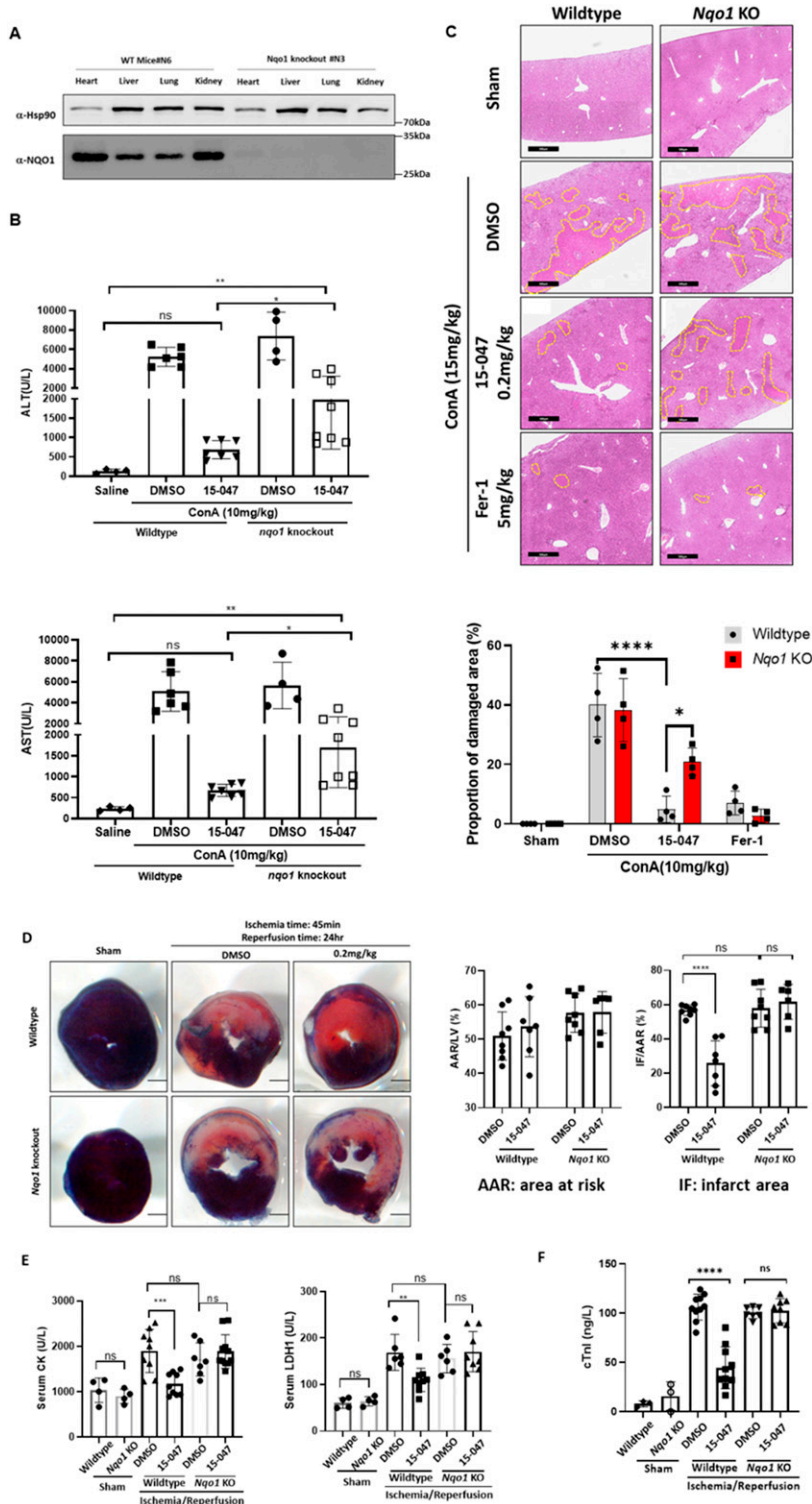 A
WT Mice#N6
Nqo1 knockout #N3
Heart Liver Lung Kidney Heart Liver Lung Kidney
α-Hsp90
70kDa
35kDa
α-NQO1
25kDa
B
**
ns
*
ALT(U/L)
10000
8000
6000
4000
2000
2000
1500
1000
500
0
Saline DMSO 15-047 DMSO 15-047
ConA (10mg/kg)
Wildtype nqo1 knockout
**
ns
*
AST(U/L)
10000
8000
6000
4000
2000
2000
1500
1000
500
0
Saline DMSO 15-047 DMSO 15-047
ConA (10mg/kg)
Wildtype nqo1 knockout
C
Wildtype Nqo1 KO
Sham
ConA (15mg/kg)
DMSO
15-047
0.2mg/kg
Fer-1
5mg/kg
Wildtype
Nqo1 KO
****
*
Proportion of damaged area (%)
60
40
20
0
Sham DMSO 15-047 Fer-1
ConA(10mg/kg)
D
Ischemia time: 45min
Reperfusion time: 24hr
Sham DMSO 0.2mg/kg
Wildtype
Nqo1 knockout
AAR/LV (%)
70
60
50
40
30
DMSO 15-047 DMSO 15-047
Wildtype Nqo1 KO
AAR: area at risk
ns ns
****
IF/AAR (%)
80
60
40
20
0
DMSO 15-047 DMSO 15-047
Wildtype Nqo1 KO
IF: infarct area
E
ns
ns *** ns
Serum CK (U/L)
3000
2000
1000
0
Wildtype Nqo1 KO DMSO 15-047 DMSO 15-047
Sham Wildtype Nqo1 KO
Ischemia/Reperfusion
ns
ns ** ns
Serum LDH1 (U/L)
300
200
100
0
Wildtype Nqo1 KO DMSO 15-047 DMSO 15-047
Sham Wildtype Nqo1 KO
Ischemia/Reperfusion
F
**** ns
cTnI (ng/L)
150
100
50
0
Wildtype Nqo1 KO DMSO 15-047 DMSO 15-047
Sham Wildtype Nqo1 KO
Ischemia/Reperfusion